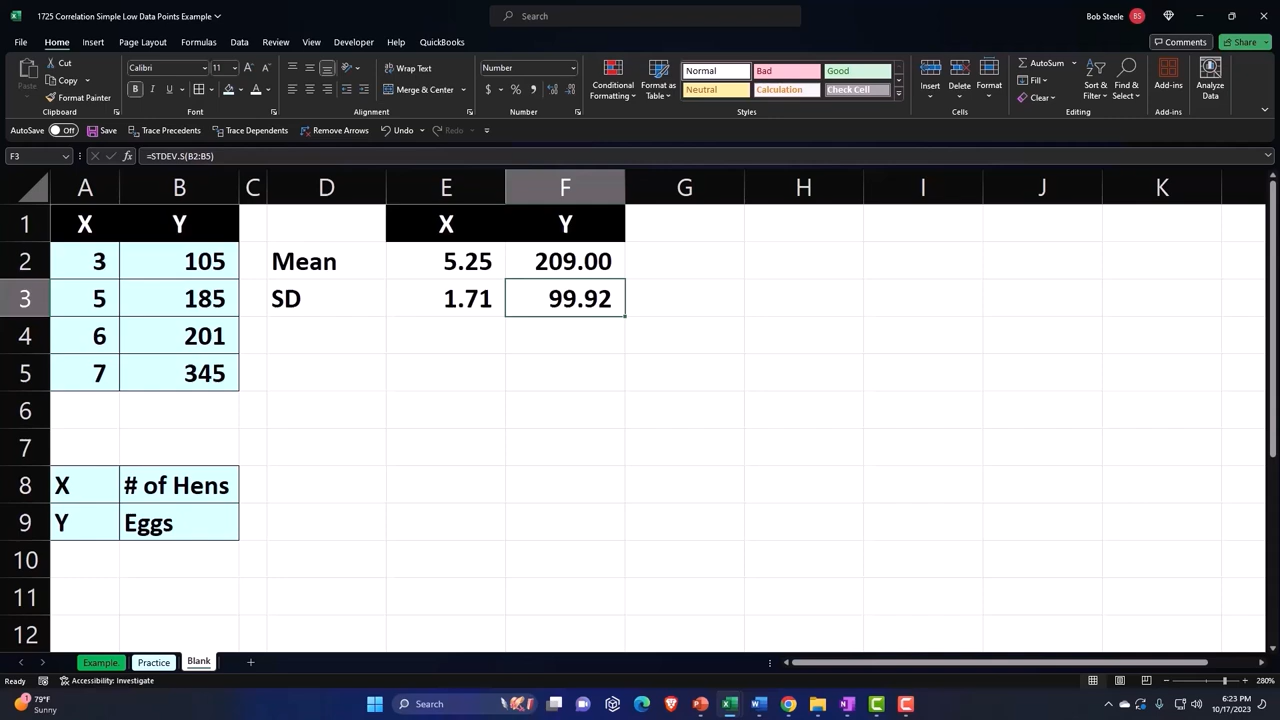 1725 Correlation Simple Low Data Points Example
Search
Bob Steele BS
File Home Insert Page Layout Formulas Data Review View Developer Help QuickBooks
Comments Share
Cut
Copy
Format Painter
Paste
Clipboard
Calibri 11
B I U
Font
Wrap Text
Merge & Center
Alignment
Number
$ % ,
Number
Conditional Formatting
Format as Table
Normal Bad Good
Neutral Calculation Check Cell
Styles
Insert Delete Format
Cells
AutoSum
Fill
Clear
Sort & Filter
Find & Select
Editing
Add-ins
Add-ins
Analyze Data
AutoSave Off Save Trace Precedents Trace Dependents Remove Arrows Undo Redo
F3 fx =STDEV.S(B2:B5)
A B C D E F G H I J K
1 X Y X Y
2 3 105 Mean 5.25 209.00
3 5 185 SD 1.71 99.92
4 6 201
5 7 345
6
7
8 X # of Hens
9 Y Eggs
10
11
12
Example. Practice Blank
Ready Accessibility: Investigate 280%
79°F
Sunny
Search
6:23 PM
10/17/2023